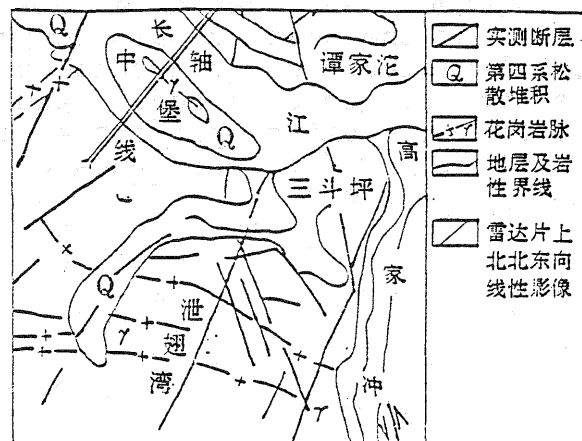 Q
长
中
轴
谭家沱
γ
堡
Q
江
线
高
三斗坪
家
Q
泄
γ
翅
湾
冲
γ
实测断层
Q
第四系松
散堆积
花岗岩脉
地层及岩
性界线
雷达片上
北北东向
线性影像